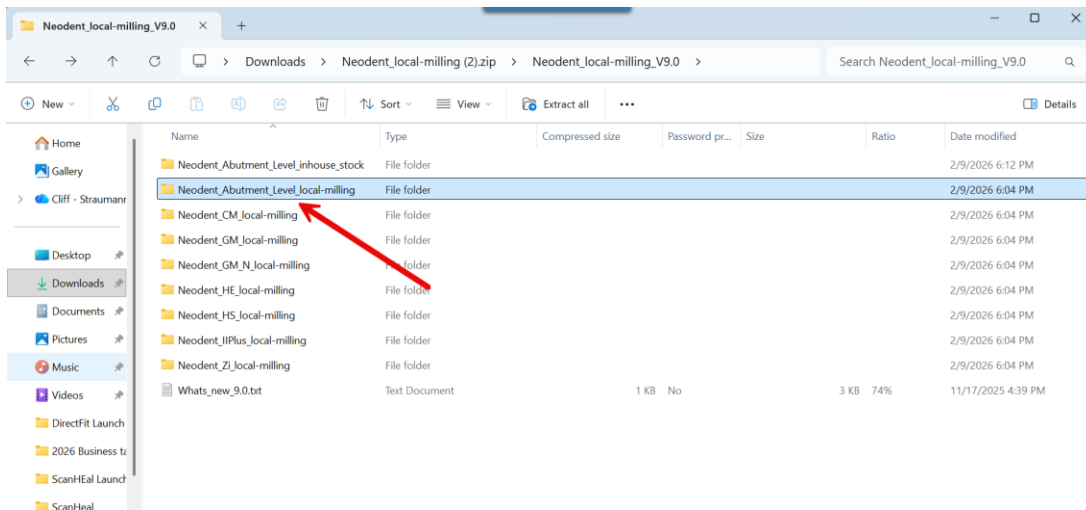 Neodent_local-milling_V9.0
Downloads > Neodent_local-milling (2).zip > Neodent_local-milling_V9.0 >
Search Neodent_local-milling_V9.0
New Sort View Extract all ... Details
Name Type Compressed size Password pr... Size Ratio Date modified
Home
Gallery
Cliff - Straumann
Desktop
Downloads
Documents
Pictures
Music
Videos
DirectFit Launch
2026 Business ta
ScanHEal Launch
ScanHeal
Neodent_Abutment_Level_inhouse_stock File folder 2/9/2026 6:12 PM
Neodent_Abutment_Level_local-milling File folder 2/9/2026 6:04 PM
Neodent_CM_local-milling File folder 2/9/2026 6:04 PM
Neodent_GM_local-milling File folder 2/9/2026 6:04 PM
Neodent_GM_N_local-milling File folder 2/9/2026 6:04 PM
Neodent_HE_local-milling File folder 2/9/2026 6:04 PM
Neodent_HS_local-milling File folder 2/9/2026 6:04 PM
Neodent_IIPlus_local-milling File folder 2/9/2026 6:04 PM
Neodent_Zi_local-milling File folder 2/9/2026 6:04 PM
Whats_new_9.0.txt Text Document 1 KB No 3 KB 74% 11/17/2025 4:39 PM